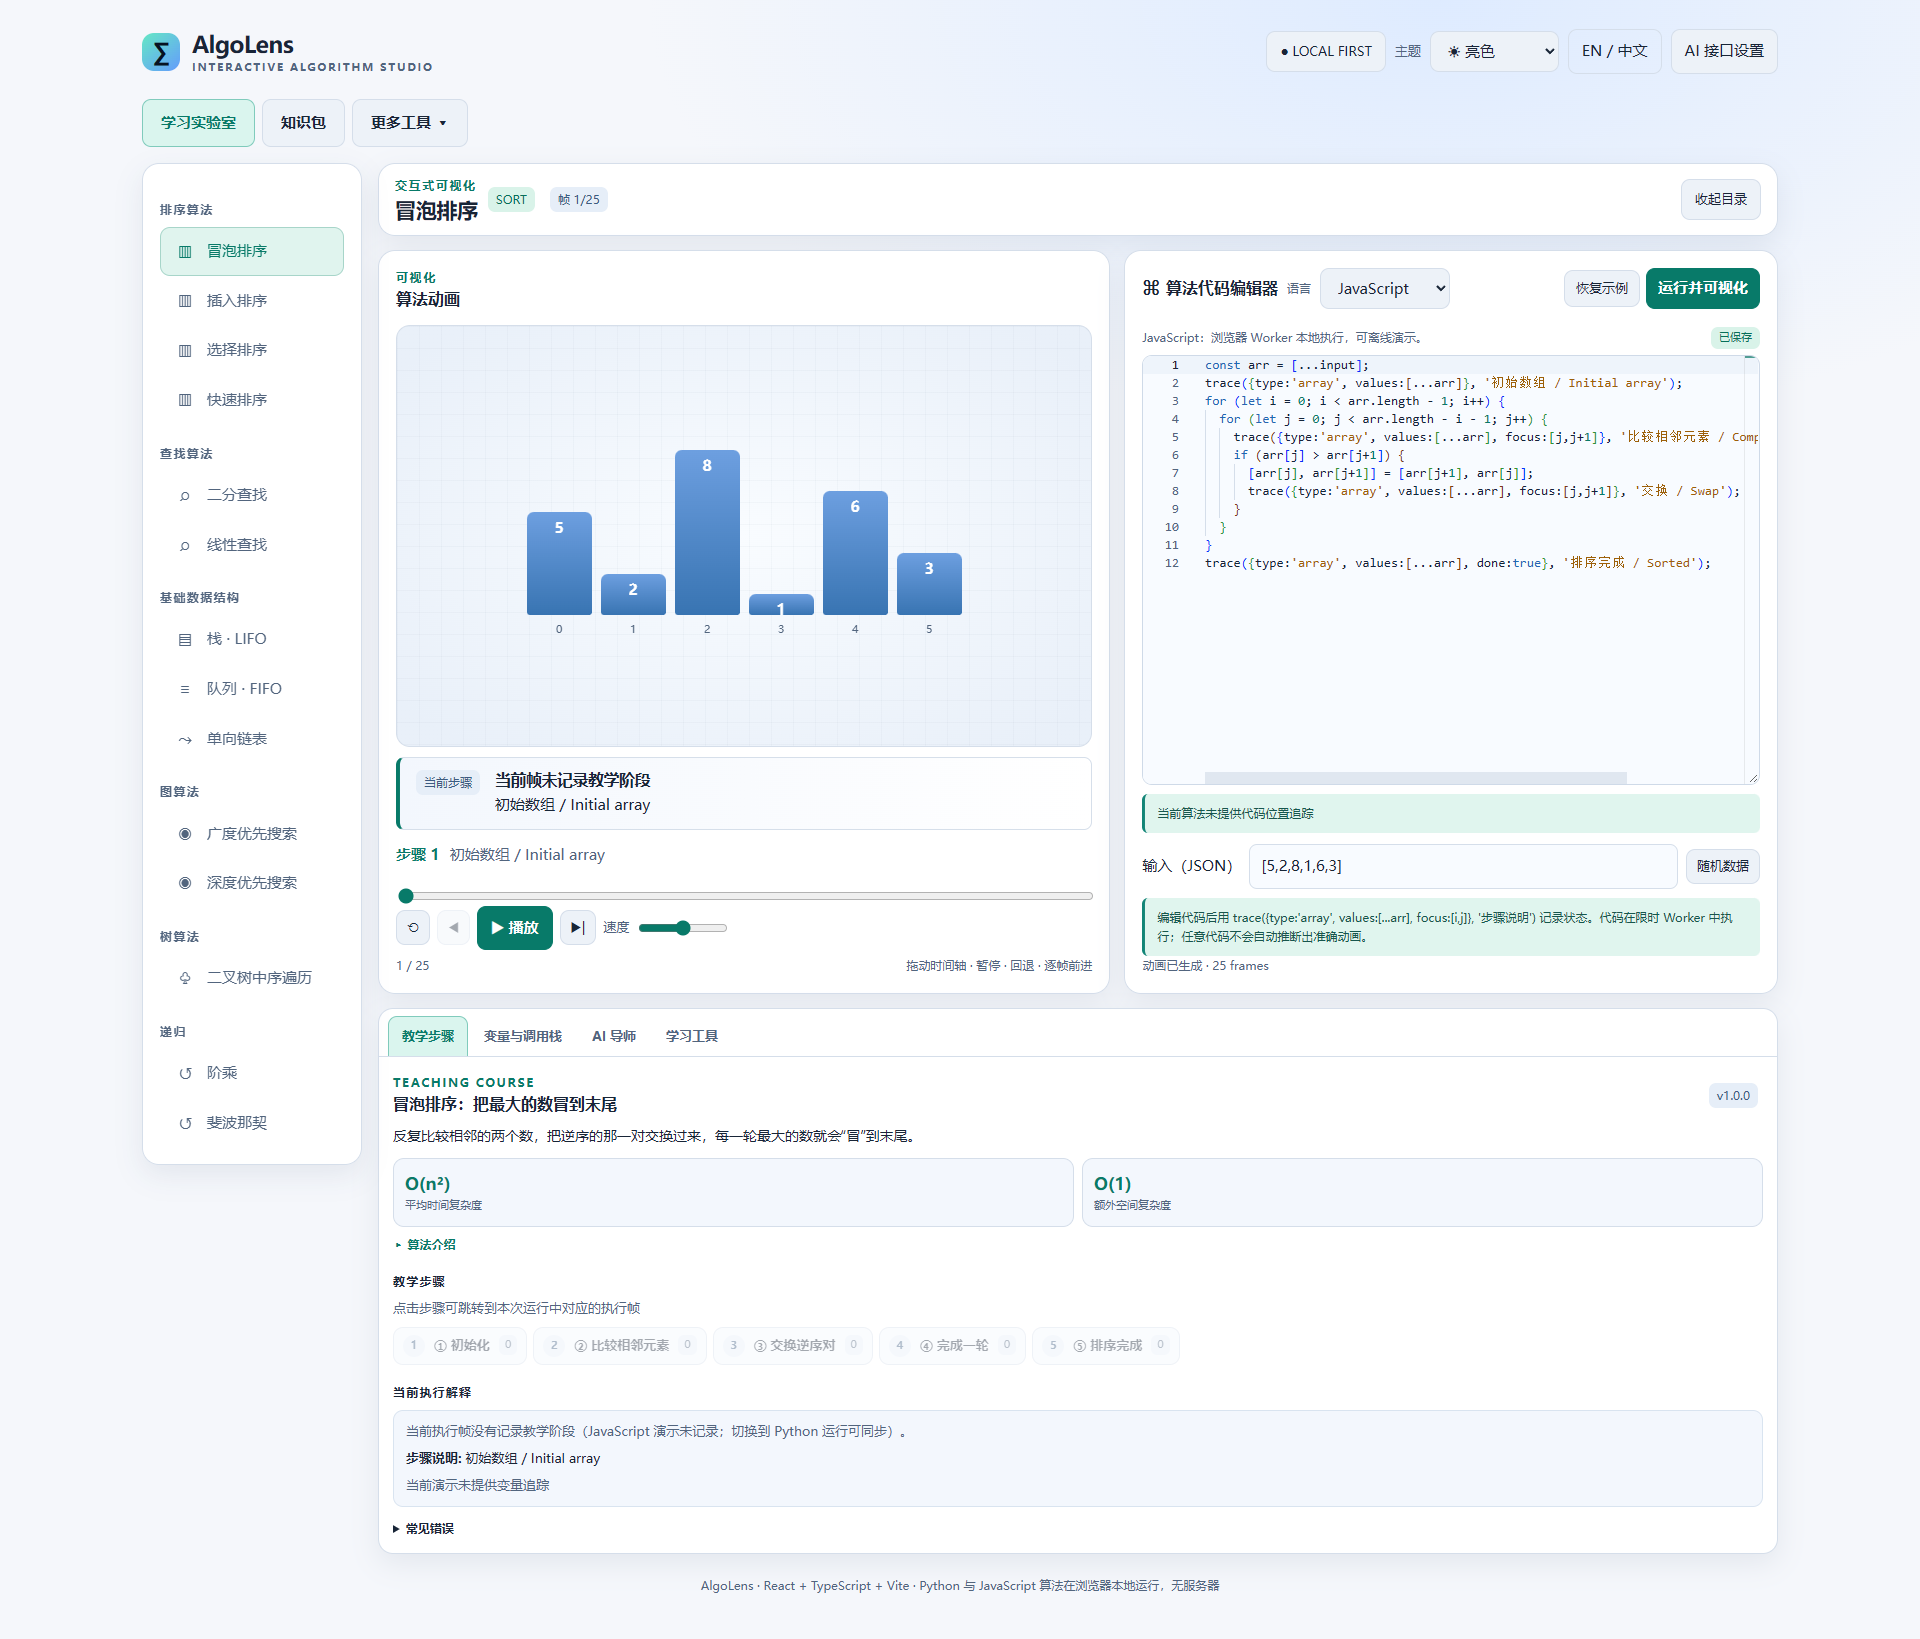 ∑ AlgoLens
INTERACTIVE ALGORITHM STUDIO
● LOCAL FIRST
主题
☀ 亮色
EN / 中文
AI 接口设置
学习实验室
知识包
更多工具 ▾
排序算法
冒泡排序
插入排序
选择排序
快速排序
查找算法
二分查找
线性查找
基础数据结构
栈 · LIFO
队列 · FIFO
单向链表
图算法
广度优先搜索
深度优先搜索
树算法
二叉树中序遍历
递归
阶乘
斐波那契
交互式可视化
冒泡排序
SORT
帧 1/25
收起目录
可视化
算法动画
5
2
8
1
6
3
0
1
2
3
4
5
当前步骤
当前帧未记录教学阶段
初始数组 / Initial array
步骤 1 初始数组 / Initial array
▶ 播放
速度
1 / 25
拖动时间轴 · 暂停 · 回退 · 逐帧前进
⌘ 算法代码编辑器
语言
JavaScript
恢复示例
运行并可视化
JavaScript：浏览器 Worker 本地执行，可离线演示。
已保存
1 const arr = [...input];
2 trace({type:'array', values:[...arr]}, '初始数组 / Initial array');
3 for (let i = 0; i < arr.length - 1; i++) {
4 for (let j = 0; j < arr.length - i - 1; j++) {
5 trace({type:'array', values:[...arr], focus:[j,j+1]}, '比较相邻元素 / Comp
6 if (arr[j] > arr[j+1]) {
7 [arr[j], arr[j+1]] = [arr[j+1], arr[j]];
8 trace({type:'array', values:[...arr], focus:[j,j+1]}, '交换 / Swap');
9 }
10 }
11 }
12 trace({type:'array', values:[...arr], done:true}, '排序完成 / Sorted');
当前算法未提供代码位置追踪
输入（JSON）
[5,2,8,1,6,3]
随机数据
编辑代码后用 trace({type:'array', values:[...arr], focus:[i,j]}, '步骤说明') 记录状态。代码在限时 Worker 中执
行；任意代码不会自动推断出准确动画。
动画已生成 · 25 frames
教学步骤
变量与调用栈
AI 导师
学习工具
TEACHING COURSE
冒泡排序：把最大的数冒到末尾
v1.0.0
反复比较相邻的两个数，把逆序的那一对交换过来，每一轮最大的数就会“冒”到末尾。
O(n²)
平均时间复杂度
O(1)
额外空间复杂度
▸ 算法介绍
教学步骤
点击步骤可跳转到本次运行中对应的执行帧
1 ① 初始化 0
2 ② 比较相邻元素 0
3 ③ 交换逆序对 0
4 ④ 完成一轮 0
5 ⑤ 排序完成 0
当前执行解释
当前执行帧没有记录教学阶段（JavaScript 演示未记录；切换到 Python 运行可同步）。
步骤说明: 初始数组 / Initial array
当前演示未提供变量追踪
▶ 常见错误
AlgoLens · React + TypeScript + Vite · Python 与 JavaScript 算法在浏览器本地运行，无服务器